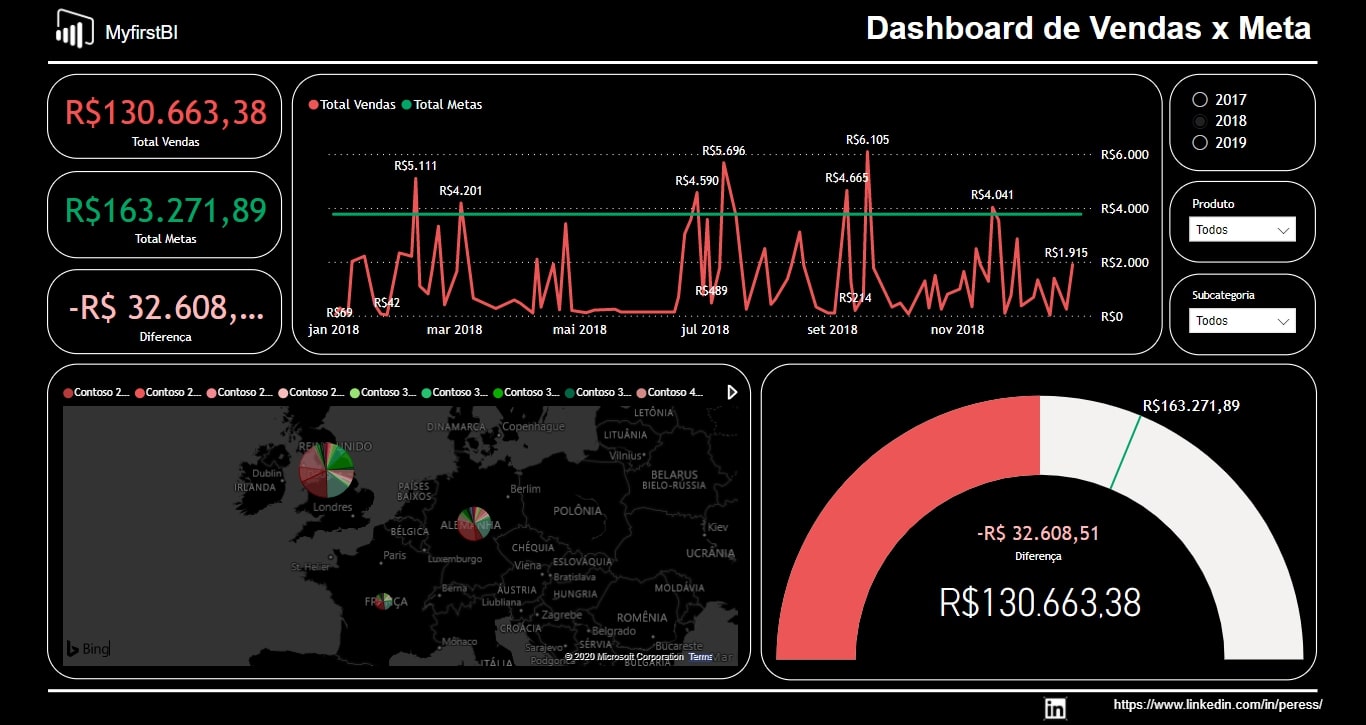 MyfirstBI
Dashboard de Vendas x Meta
R$130.663,38
Total Vendas
R$163.271,89
Total Metas
-R$ 32.608,...
Diferença
Total Vendas Total Metas
R$6.105
R$5.696
R$5.111
R$4.590
R$4.665
R$4.201
R$4.041
R$1.915
R$489
R$42
R$214
R$69
R$6.000
R$4.000
R$2.000
R$0
jan 2018 mar 2018 mai 2018 jul 2018 set 2018 nov 2018
2017
2018
2019
Produto
Todos
Subcategoria
Todos
Contoso 2... Contoso 2... Contoso 2... Contoso 2... Contoso 3... Contoso 3... Contoso 3... Contoso 3... Contoso 4...
LETÔNIA
DINAMARCA Copenhague
LITUÂNIA
Vilnius
Dublin
IRLANDA
BELARUS
BIELO-RÚSSIA
PAÍSES
BAIXOS
Berlim
Londres
POLÔNIA
ALEMANHA
Kiev
BÉLGICA
UCRÂNIA
CHÉQUIA
Paris
Luxemburgo
ESLOVÁQUIA
St. Helier
Viena
Bratislava
Berna
ÁUSTRIA
HUNGRIA
MOLDÁVIA
Liubliana
Zagrebe
ROMÊNIA
CROÁCIA
Belgrado
Mônaco
Sarajevo
SÉRVIA
Bucareste
Bing
© 2020 Microsoft Corporation Terms
ITÁLIA
BULGÁRIA
R$163.271,89
-R$ 32.608,51
Diferença
R$130.663,38
in
https://www.linkedin.com/in/peress/